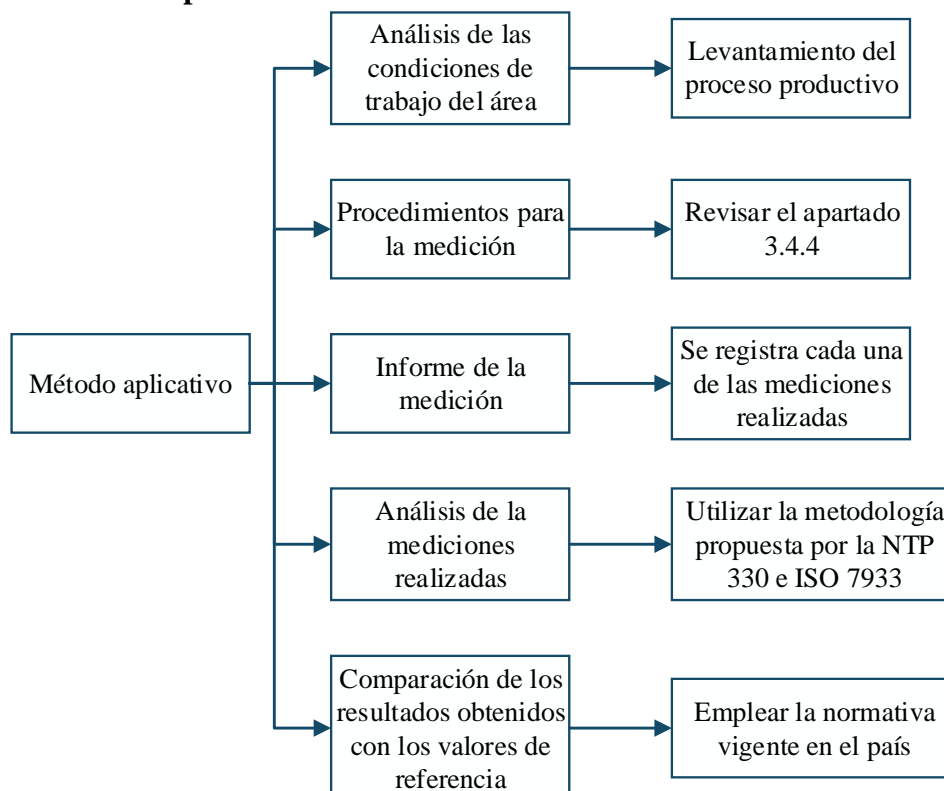 Análisis de las
condiciones de
trabajo del área
Levantamiento del
proceso productivo
Procedimientos para
la medición
Revisar el apartado
3.4.4
Método aplicativo
Informe de la
medición
Se registra cada una
de las mediciones
realizadas
Análisis de la
mediciones
realizadas
Utilizar la metodología
propuesta por la NTP
330 e ISO 7933
Comparación de los
resultados obtenidos
con los valores de
referencia
Emplear la normativa
vigente en el país